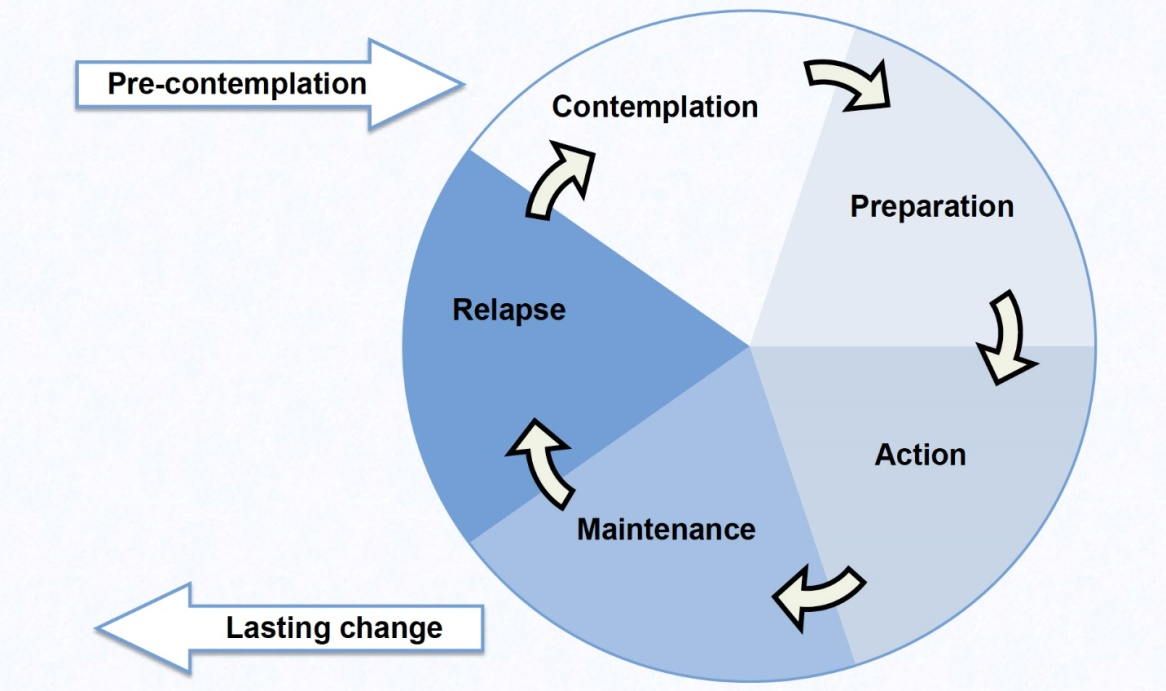 Pre-contemplation
Contemplation
Preparation
Relapse
Action
Maintenance
Lasting change